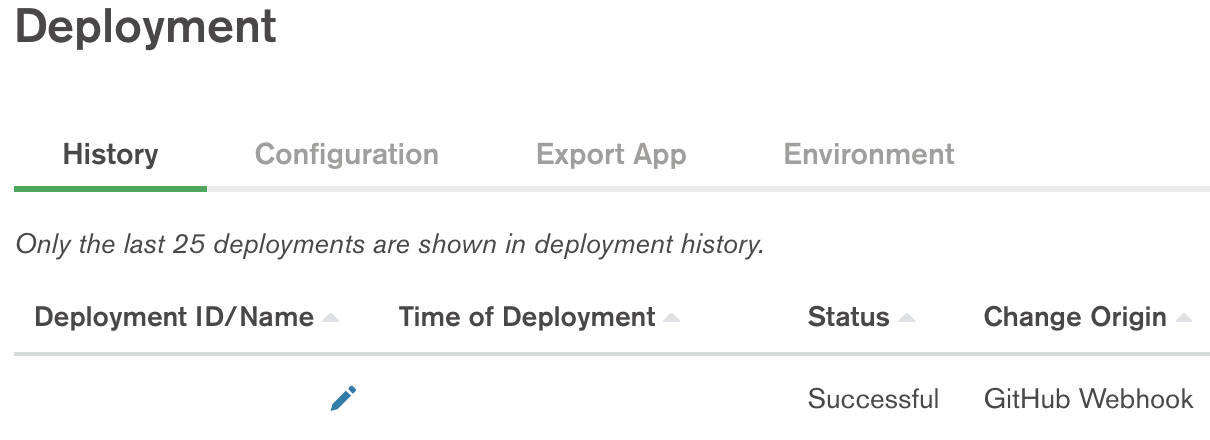 Deployment
History Configuration Export App Environment
Only the last 25 deployments are shown in deployment history.
Deployment ID/Name Time of Deployment Status Change Origin
Successful GitHub Webhook